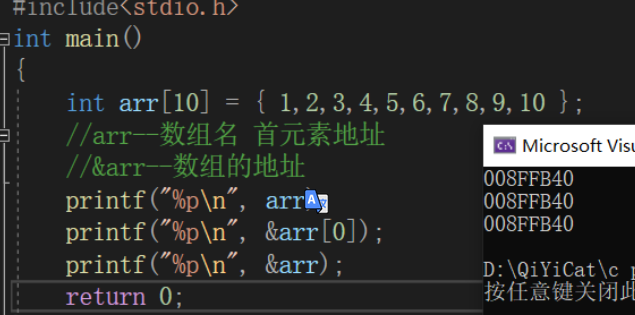 #include<stdio.h>
int main()
{
int arr[10] = { 1,2,3,4,5,6,7,8,9,10 };
//arr--数组名 首元素地址
//&arr--数组的地址
printf("%p\n", arr
printf("%p\n", &arr[0]);
printf("%p\n", &arr);
return 0;
Microsoft Visu
008FFB40
008FFB40
008FFB40
D:\QiYiCat\c p
按任意键关闭此